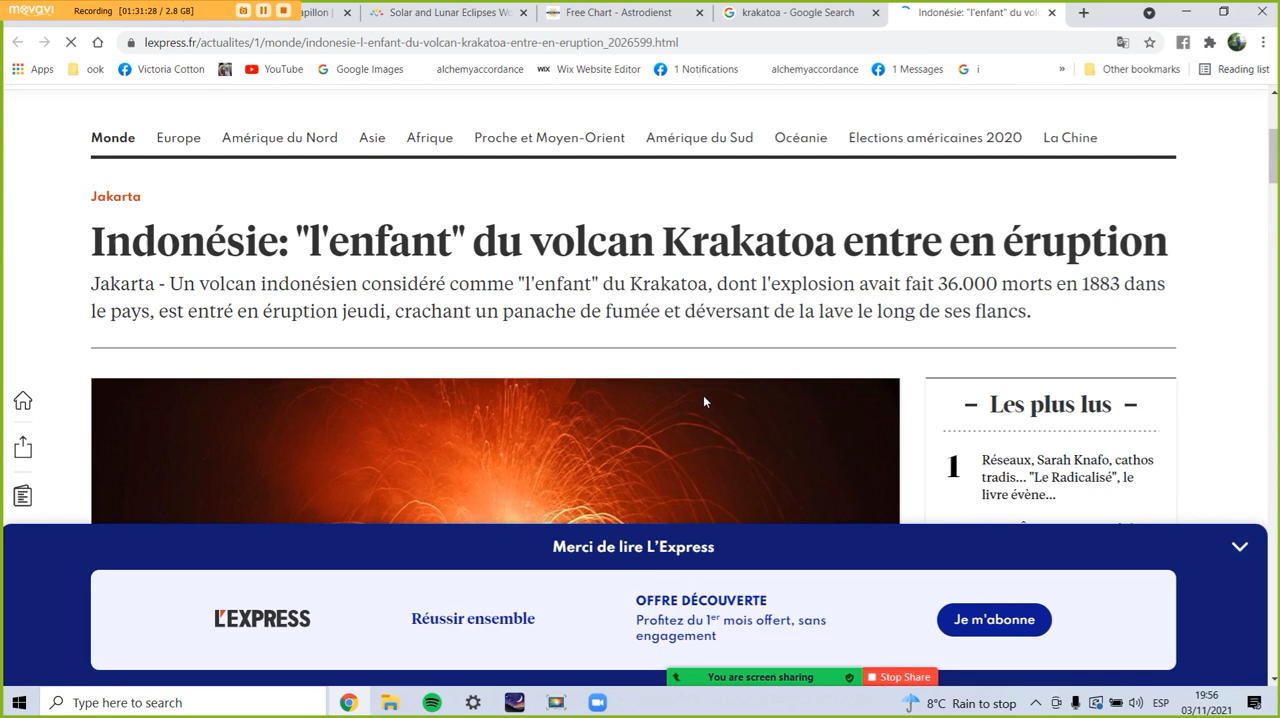 movavi Recording [01:31:28 / 2.8 GB]
apillon |
Solar and Lunar Eclipses Wo
Free Chart - Astrodienst
krakatoa - Google Search
Indonésie: "l'enfant" du volc
lexpress.fr/actualites/1/monde/indonesie-l-enfant-du-volcan-krakatoa-entre-en-eruption_2026599.html
Apps ook Victoria Cotton YouTube Google Images alchemyaccordance WIX Wix Website Editor 1 Notifications alchemyaccordance 1 Messages i » Other bookmarks Reading list
Monde Europe Amérique du Nord Asie Afrique Proche et Moyen-Orient Amérique du Sud Océanie Elections américaines 2020 La Chine
Jakarta
Indonésie: "l'enfant" du volcan Krakatoa entre en éruption
Jakarta - Un volcan indonésien considéré comme "l'enfant" du Krakatoa, dont l'explosion avait fait 36.000 morts en 1883 dans
le pays, est entré en éruption jeudi, crachant un panache de fumée et déversant de la lave le long de ses flancs.
– Les plus lus –
1 Réseaux, Sarah Knafo, cathos
tradis... "Le Radicalisé", le
livre évène...
Merci de lire L'Express
L'EXPRESS
Réussir ensemble
OFFRE DÉCOUVERTE
Profitez du 1er mois offert, sans
engagement
Je m'abonne
You are screen sharing Stop Share
Type here to search
8°C Rain to stop
ESP
19:56
03/11/2021